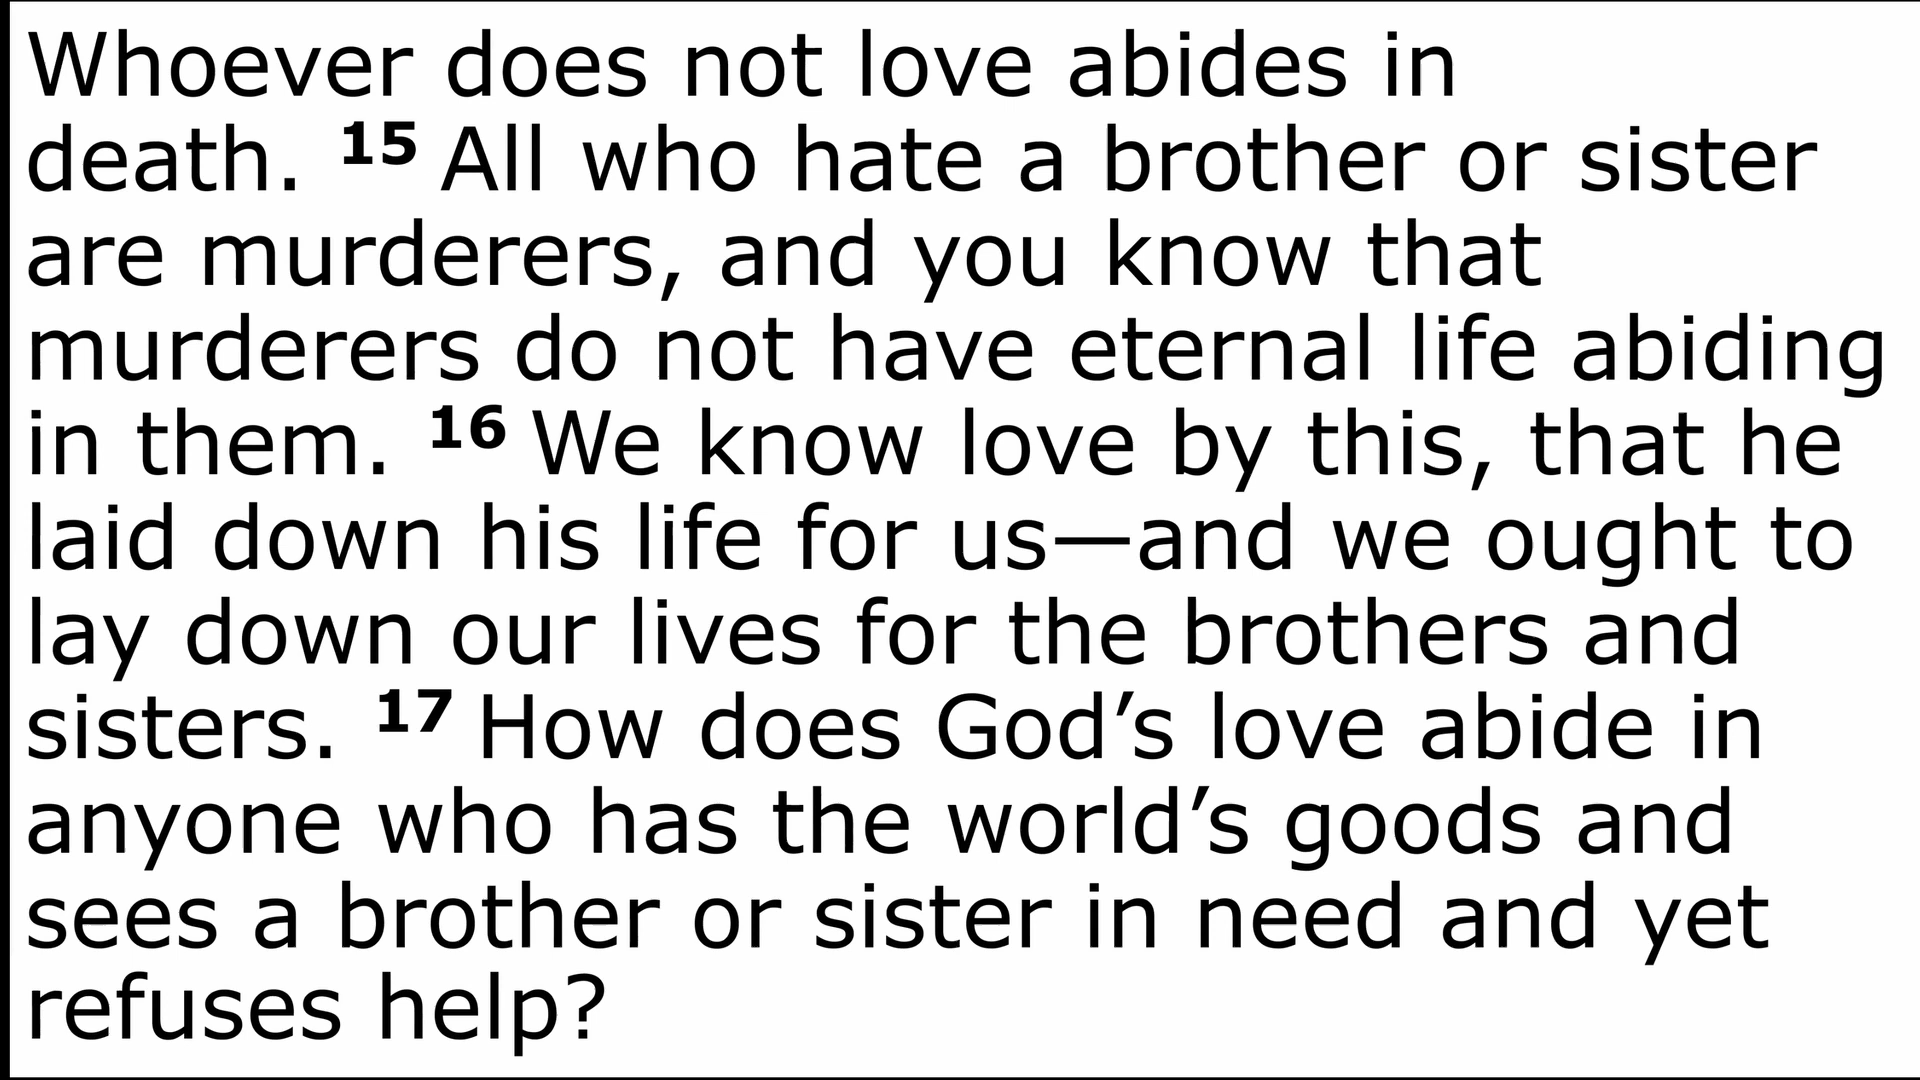 Whoever does not love abides in
death. 15 All who hate a brother or sister
are murderers, and you know that
murderers do not have eternal life abiding
in them. 16 We know love by this, that he
laid down his life for us—and we ought to
lay down our lives for the brothers and
sisters. 17 How does God’s love abide in
anyone who has the world’s goods and
sees a brother or sister in need and yet
refuses help?